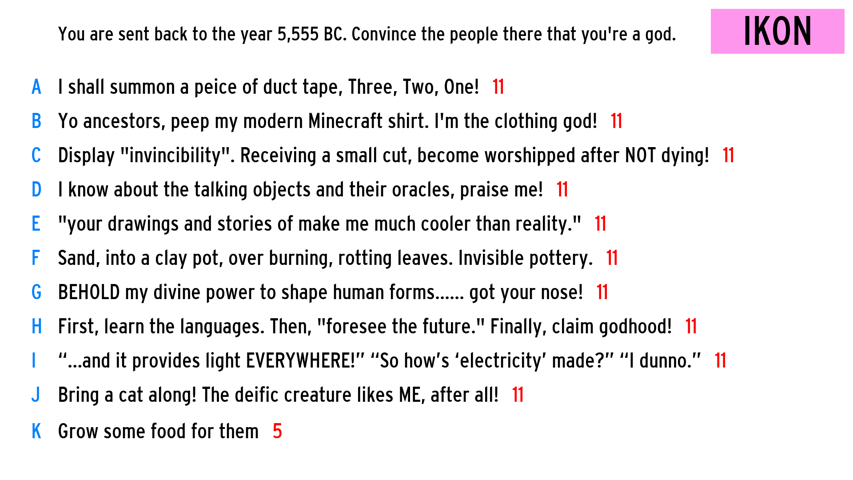 You are sent back to the year 5,555 BC. Convince the people there that you're a god.
IKON
A I shall summon a peice of duct tape, Three, Two, One! 11
B Yo ancestors, peep my modern Minecraft shirt. I'm the clothing god! 11
C Display "invincibility". Receiving a small cut, become worshipped after NOT dying! 11
D I know about the talking objects and their oracles, praise me! 11
E "your drawings and stories of make me much cooler than reality." 11
F Sand, into a clay pot, over burning, rotting leaves. Invisible pottery. 11
G BEHOLD my divine power to shape human forms...... got your nose! 11
H First, learn the languages. Then, "foresee the future." Finally, claim godhood! 11
I “...and it provides light EVERYWHERE!” “So how’s ‘electricity’ made?” “I dunno.” 11
J Bring a cat along! The deific creature likes ME, after all! 11
K Grow some food for them 5